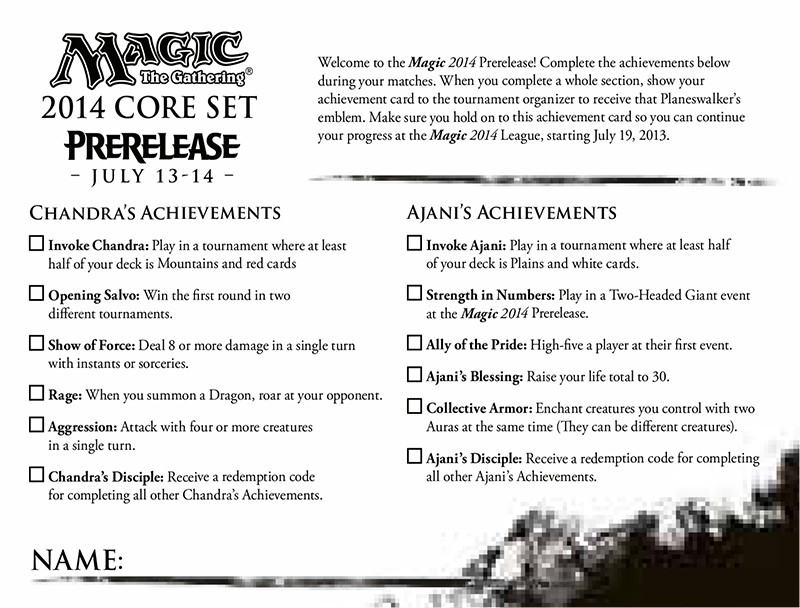 MAGIC
The Gathering®
2014 CORE SET
PRERELEASE
- JULY 13-14 -
Welcome to the Magic 2014 Prerelease! Complete the achievements below
during your matches. When you complete a whole section, show your
achievement card to the tournament organizer to receive that Planeswalker's
emblem. Make sure you hold on to this achievement card so you can continue
your progress at the Magic 2014 League, starting July 19, 2013.
CHANDRA'S ACHIEVEMENTS
Invoke Chandra: Play in a tournament where at least
half of your deck is Mountains and red cards
Opening Salvo: Win the first round in two
different tournaments.
Show of Force: Deal 8 or more damage in a single turn
with instants or sorceries.
Rage: When you summon a Dragon, roar at your opponent.
Aggression: Attack with four or more creatures
in a single turn.
Chandra's Disciple: Receive a redemption code
for completing all other Chandra's Achievements.
AJANI'S ACHIEVEMENTS
Invoke Ajani: Play in a tournament where at least half
of your deck is Plains and white cards.
Strength in Numbers: Play in a Two-Headed Giant event
at the Magic 2014 Prerelease.
Ally of the Pride: High-five a player at their first event.
Ajani's Blessing: Raise your life total to 30.
Collective Armor: Enchant creatures you control with two
Auras at the same time (They can be different creatures).
Ajani's Disciple: Receive a redemption code for completing
all other Ajani's Achievements.
NAME: